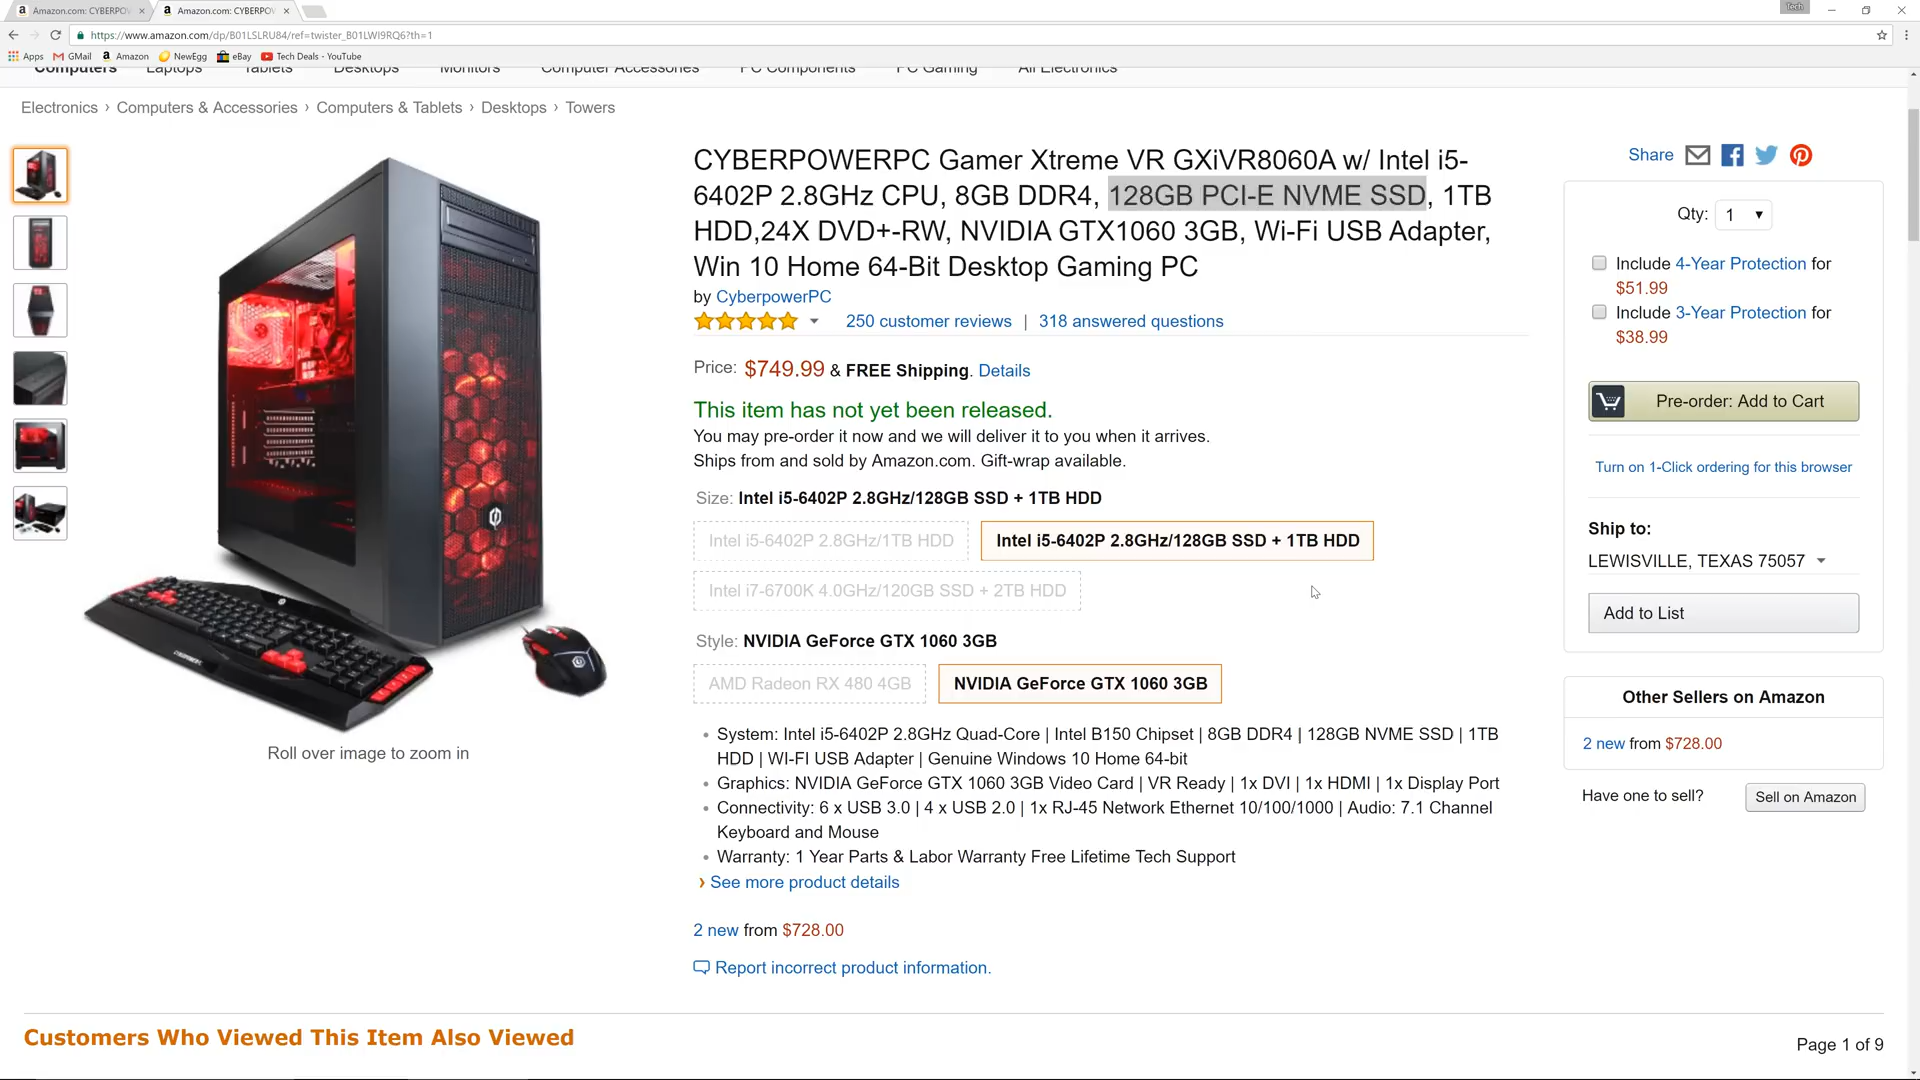 Amazon.com: CYBERPO
Amazon.com: CYBERPOV
Tech
https://www.amazon.com/dp/B01LSLRU84/ref=twister_B01LWI9RQ6?th=1
Apps GMail Amazon NewEgg eBay Tech Deals - YouTube
Computers Laptops Tablets Desktops Monitors Computer Accessories PC Components PC Gaming All Electronics
Electronics › Computers & Accessories › Computers & Tablets › Desktops › Towers
CYBERPOWERPC Gamer Xtreme VR GXiVR8060A w/ Intel i5-
6402P 2.8GHz CPU, 8GB DDR4, 128GB PCI-E NVME SSD, 1TB
HDD,24X DVD+-RW, NVIDIA GTX1060 3GB, Wi-Fi USB Adapter,
Win 10 Home 64-Bit Desktop Gaming PC
by CyberpowerPC
250 customer reviews | 318 answered questions
Price: $749.99 & FREE Shipping. Details
This item has not yet been released.
You may pre-order it now and we will deliver it to you when it arrives.
Ships from and sold by Amazon.com. Gift-wrap available.
Size: Intel i5-6402P 2.8GHz/128GB SSD + 1TB HDD
Intel i5-6402P 2.8GHz/1TB HDD
Intel i5-6402P 2.8GHz/128GB SSD + 1TB HDD
Intel i7-6700K 4.0GHz/120GB SSD + 2TB HDD
Style: NVIDIA GeForce GTX 1060 3GB
AMD Radeon RX 480 4GB
NVIDIA GeForce GTX 1060 3GB
• System: Intel i5-6402P 2.8GHz Quad-Core | Intel B150 Chipset | 8GB DDR4 | 128GB NVME SSD | 1TB
HDD | WI-FI USB Adapter | Genuine Windows 10 Home 64-bit
• Graphics: NVIDIA GeForce GTX 1060 3GB Video Card | VR Ready | 1x DVI | 1x HDMI | 1x Display Port
• Connectivity: 6 x USB 3.0 | 4 x USB 2.0 | 1x RJ-45 Network Ethernet 10/100/1000 | Audio: 7.1 Channel
Keyboard and Mouse
• Warranty: 1 Year Parts & Labor Warranty Free Lifetime Tech Support
› See more product details
2 new from $728.00
Report incorrect product information.
Roll over image to zoom in
Share
Qty: 1
Include 4-Year Protection for
$51.99
Include 3-Year Protection for
$38.99
Pre-order: Add to Cart
Turn on 1-Click ordering for this browser
Ship to:
LEWISVILLE, TEXAS 75057
Add to List
Other Sellers on Amazon
2 new from $728.00
Have one to sell?
Sell on Amazon
Customers Who Viewed This Item Also Viewed
Page 1 of 9